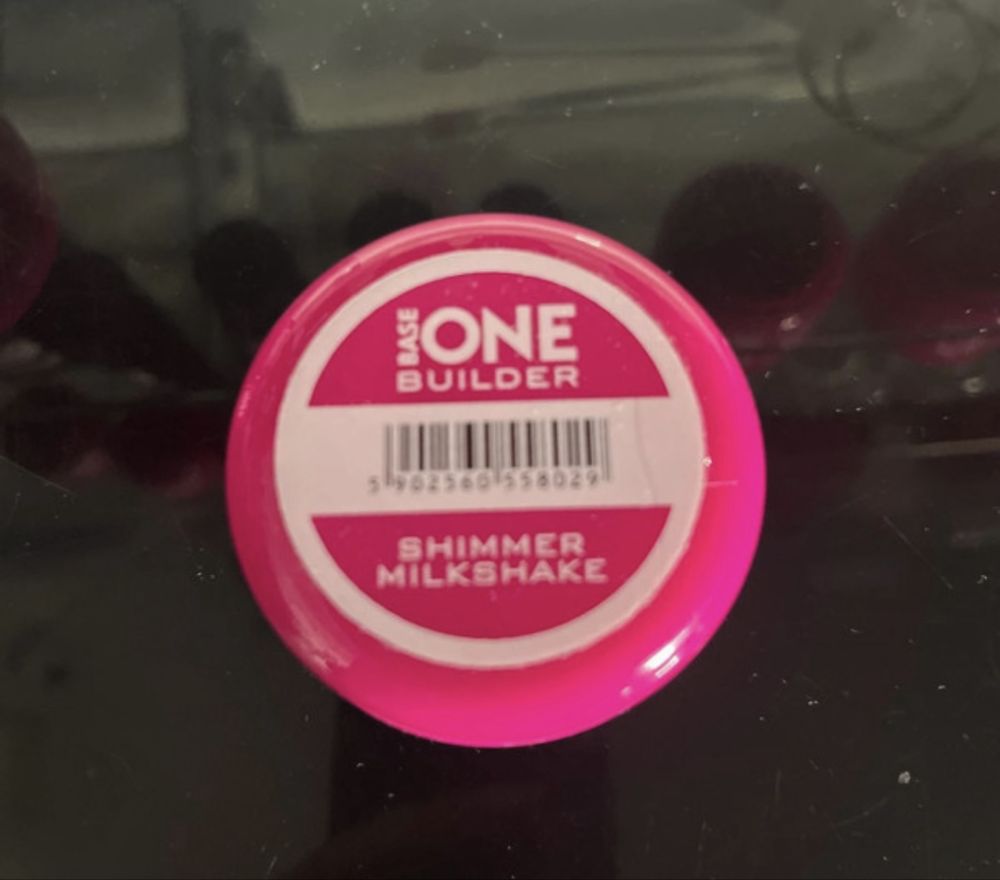 BASE ONE
BUILDER
5 902560 558029
SHIMMER
MILKSHAKE